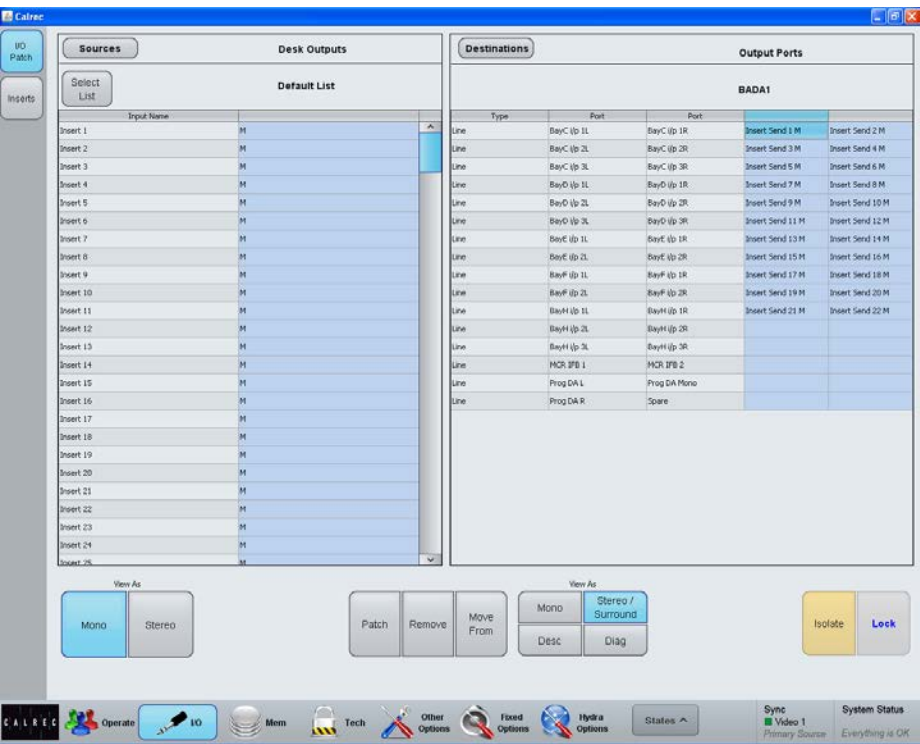 Calrec
I/O Patch
Inserts
Sources
Desk Outputs
Select List
Default List
Input Name
Insert 1 M
Insert 2 M
Insert 3 M
Insert 4 M
Insert 5 M
Insert 6 M
Insert 7 M
Insert 8 M
Insert 9 M
Insert 10 M
Insert 11 M
Insert 12 M
Insert 13 M
Insert 14 M
Insert 15 M
Insert 16 M
Insert 17 M
Insert 18 M
Insert 19 M
Insert 20 M
Insert 21 M
Insert 22 M
Insert 23 M
Insert 24 M
Insert 25 M
Destinations
Output Ports
BADA1
Type Port Port
Line BayC i/p 1L BayC i/p 1R Insert Send 1 M Insert Send 2 M
Line BayC i/p 2L BayC i/p 2R Insert Send 3 M Insert Send 4 M
Line BayC i/p 3L BayC i/p 3R Insert Send 5 M Insert Send 6 M
Line BayD i/p 1L BayD i/p 1R Insert Send 7 M Insert Send 8 M
Line BayD i/p 2L BayD i/p 2R Insert Send 9 M Insert Send 10 M
Line BayD i/p 3L BayD i/p 3R Insert Send 11 M Insert Send 12 M
Line BayE i/p 1L BayE i/p 1R Insert Send 13 M Insert Send 14 M
Line BayE i/p 2L BayE i/p 2R Insert Send 15 M Insert Send 16 M
Line BayF i/p 1L BayF i/p 1R Insert Send 17 M Insert Send 18 M
Line BayF i/p 2L BayF i/p 2R Insert Send 19 M Insert Send 20 M
Line BayH i/p 1L BayH i/p 1R Insert Send 21 M Insert Send 22 M
Line BayH i/p 2L BayH i/p 2R
Line BayH i/p 3L BayH i/p 3R
Line MCR IFB 1 MCR IFB 2
Line Prog DA L Prog DA Mono
Line Prog DA R Spare
View As
Mono Stereo
Patch Remove Move From
View As
Mono Stereo / Surround
Desc Diag
Isolate Lock
CALREC
Operate
I/O
Mem
Tech
Other Options
Fixed Options
Hydra Options
States
Sync
Video 1
Primary Source
System Status
Everything is OK